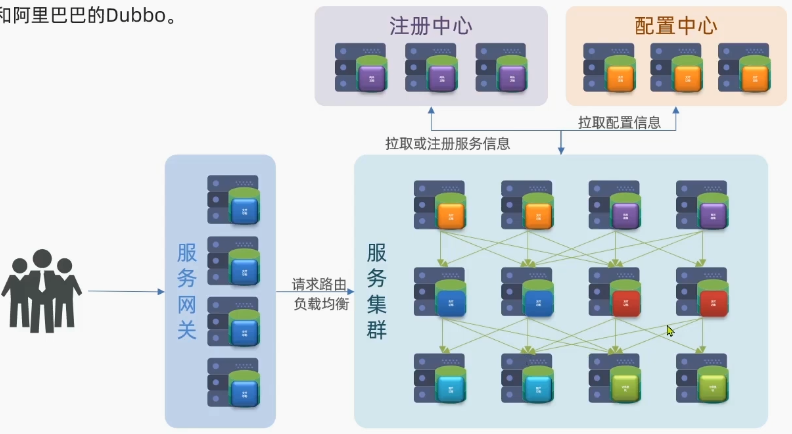 和阿里巴巴的Dubbo。
注册中心
配置中心
拉取配置信息
拉取或注册服务信息
服务网关
请求路由
负载均衡
服务集群